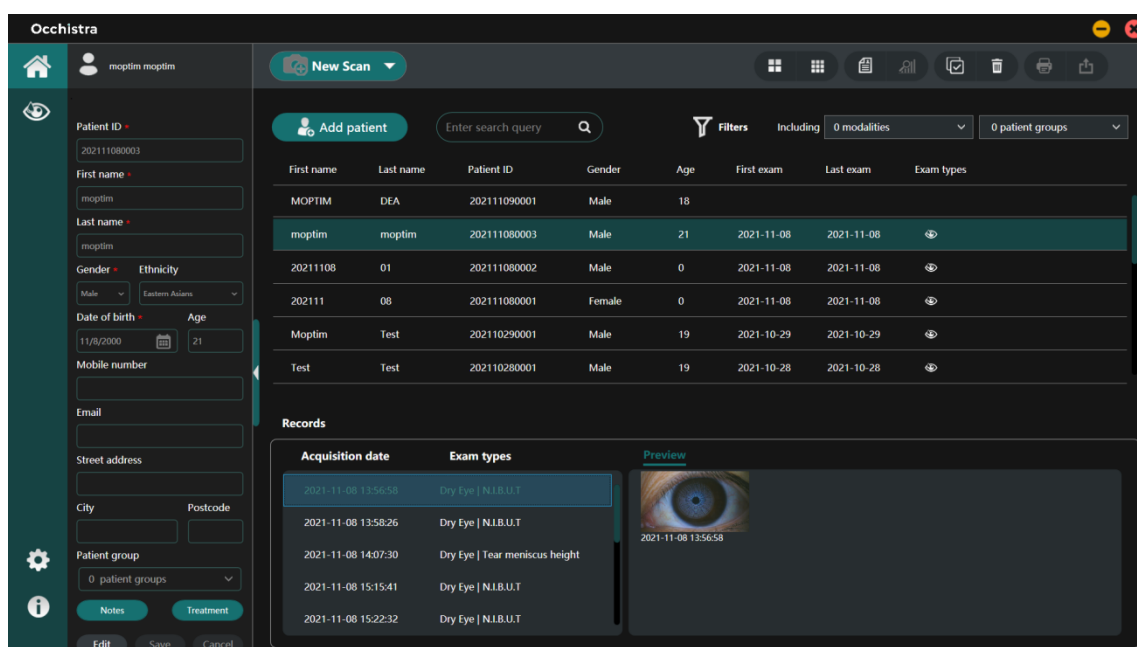 Occhistra
moptim moptim
New Scan
Patient ID •
202111080003
First name •
moptim
Last name •
moptim
Gender • Ethnicity
Male Eastern Asians
Date of birth • Age
11/8/2000 21
Mobile number
Email
Street address
City Postcode
Patient group
0 patient groups
Notes Treatment
Edit Save Cancel
Add patient Enter search query Filters Including 0 modalities 0 patient groups
First name Last name Patient ID Gender Age First exam Last exam Exam types
MOPTIM DEA 202111090001 Male 18
moptim moptim 202111080003 Male 21 2021-11-08 2021-11-08
20211108 01 202111080002 Male 0 2021-11-08 2021-11-08
202111 08 202111080001 Female 0 2021-11-08 2021-11-08
Moptim Test 202110290001 Male 19 2021-10-29 2021-10-29
Test Test 202110280001 Male 19 2021-10-28 2021-10-28
Records
Acquisition date Exam types
2021-11-08 13:56:58 Dry Eye | N.I.B.U.T
2021-11-08 13:58:26 Dry Eye | N.I.B.U.T
2021-11-08 14:07:30 Dry Eye | Tear meniscus height
2021-11-08 15:15:41 Dry Eye | N.I.B.U.T
2021-11-08 15:22:32 Dry Eye | N.I.B.U.T
Preview
2021-11-08 13:56:58